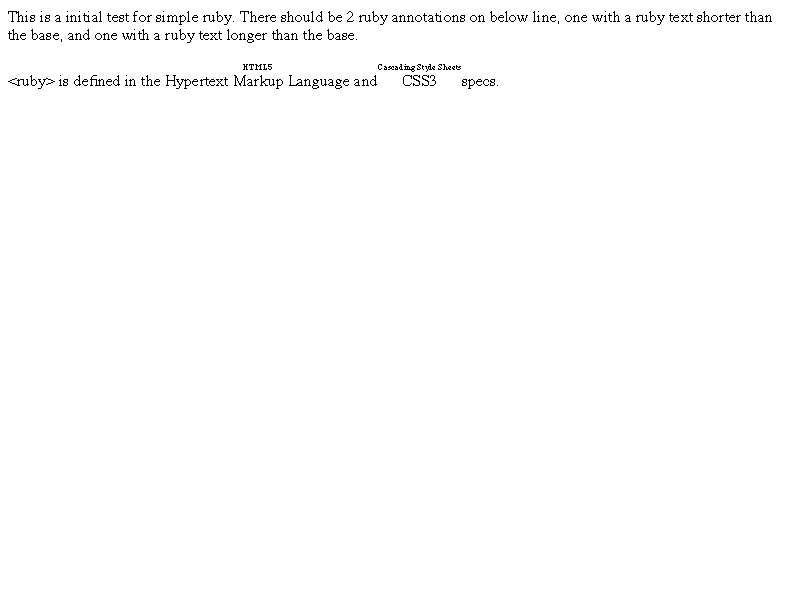 This is a initial test for simple ruby. There should be 2 ruby annotations on below line, one with a ruby text shorter than
the base, and one with a ruby text longer than the base.
HTML5 Cascading Style Sheets
<ruby> is defined in the Hypertext Markup Language and CSS3 specs.